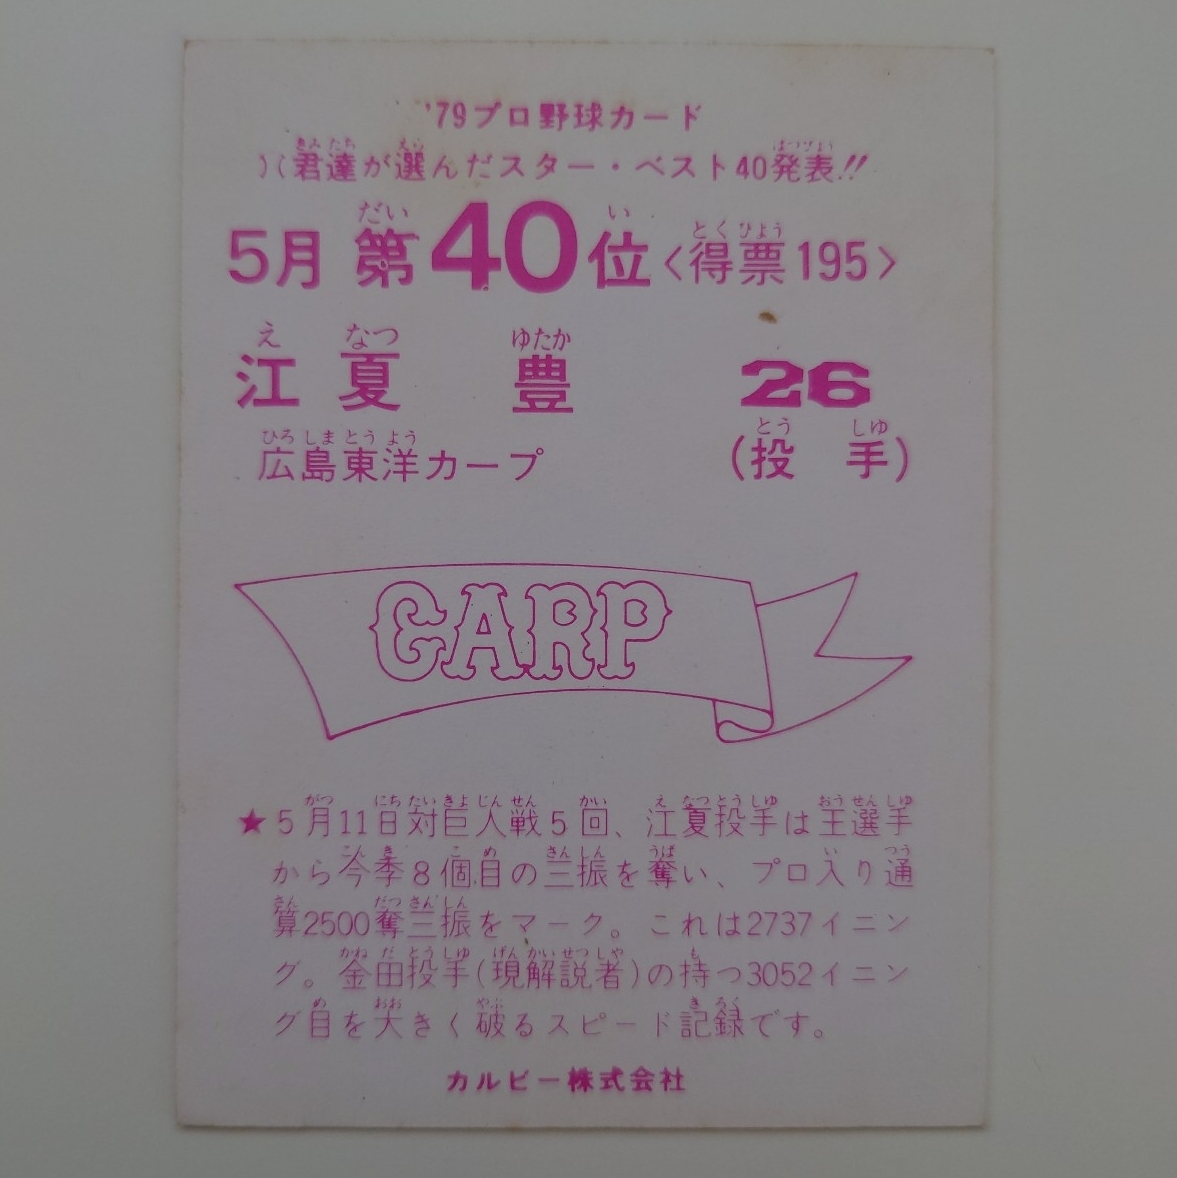 '79プロ野球カード
君達が選んだスター・ベスト40発表!!
5月 第40位<得票195>
江夏 豊 26
広島東洋カープ (投 手)
CARP
★5月11日対巨人戦5回、江夏投手は王選手
から今季8個目の三振を奪い、プロ入り通
算2500奪三振をマーク。これは2737イニン
グ。金田投手(現解説者)の持つ3052イニン
グ目を大きく破るスピード記録です。
カルビー株式会社